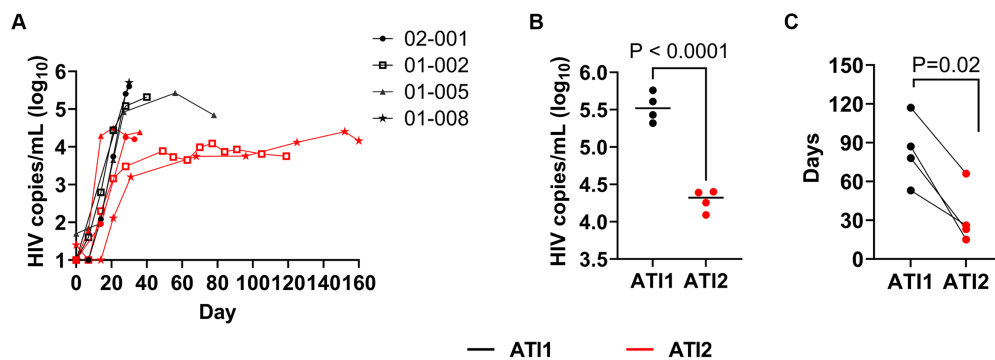 A
HIV copies/mL (log10)
6
5
4
3
2
1
0 20 40 60 80 100 120 140 160
Day
02-001
01-002
01-005
01-008
B
P < 0.0001
HIV copies/mL (log10)
6.0
5.5
5.0
4.5
4.0
3.5
ATI1 ATI2
C
P=0.02
Days
150
120
90
60
30
0
ATI1 ATI2
ATI1 ATI2